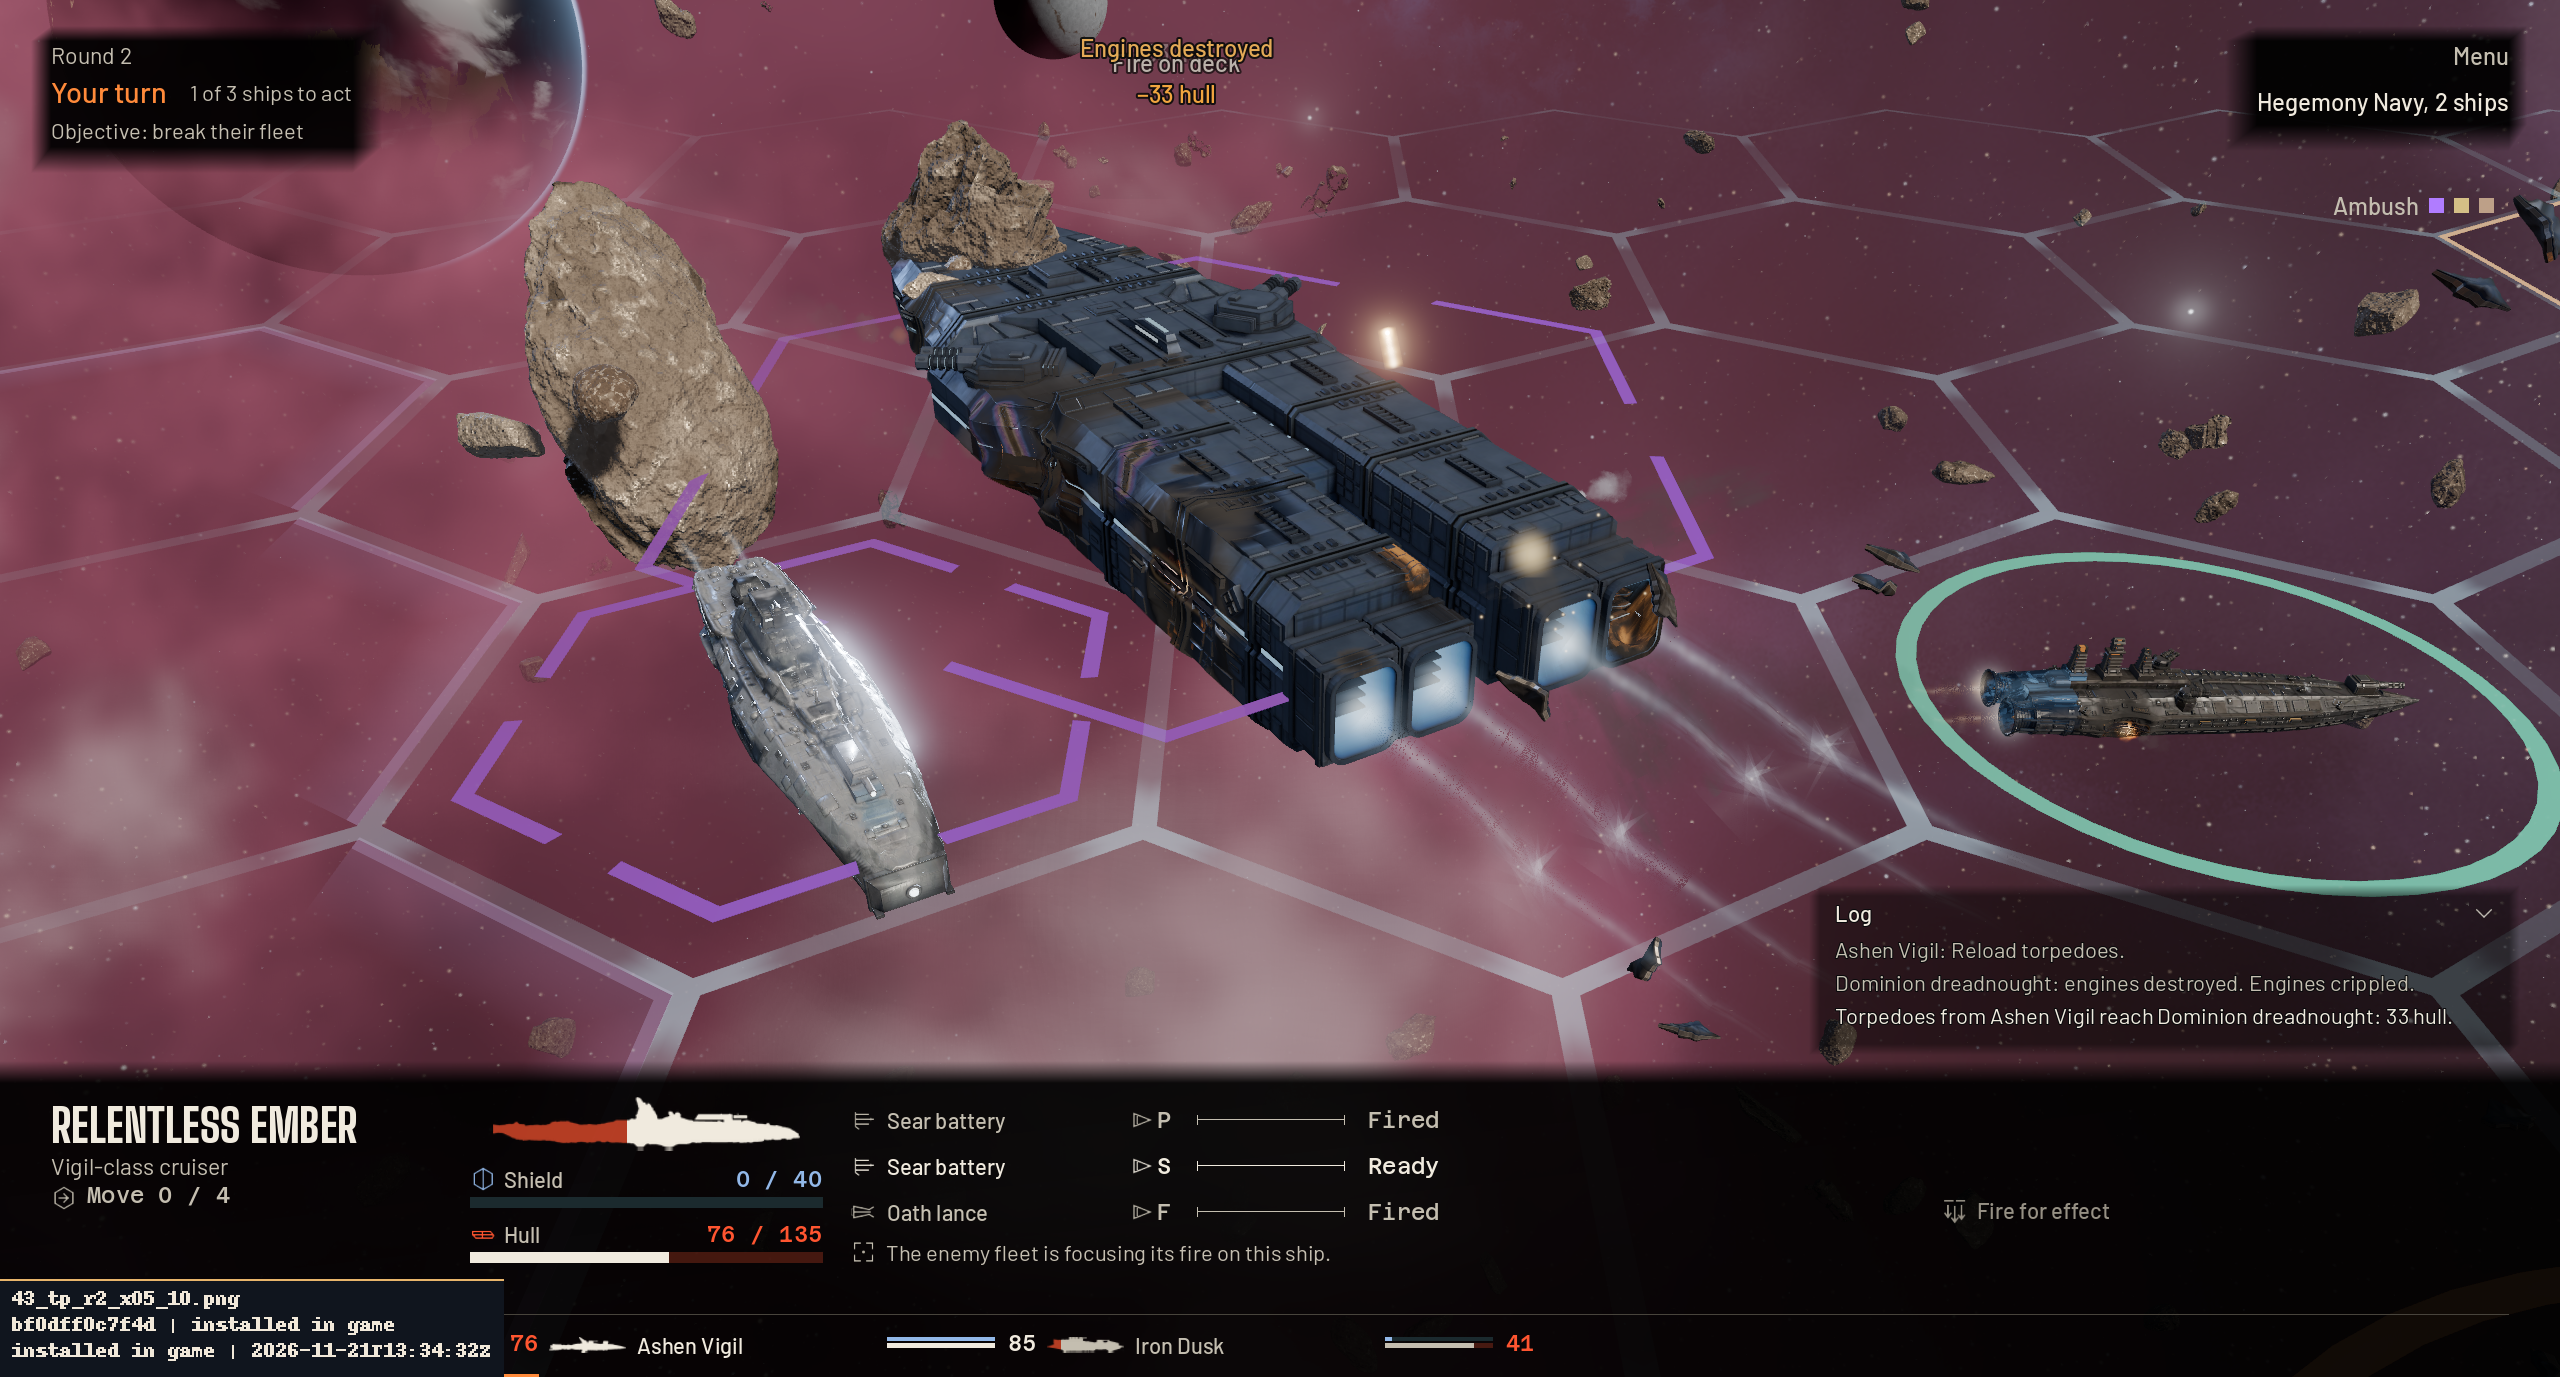 Round 2
Your turn 1 of 3 ships to act
Objective: break their fleet
Engines destroyed
Fire on deck
−33 hull
Menu
Hegemony Navy, 2 ships
Ambush
Log
Ashen Vigil: Reload torpedoes.
Dominion dreadnought: engines destroyed. Engines crippled.
Torpedoes from Ashen Vigil reach Dominion dreadnought: 33 hull.
RELENTLESS EMBER
Vigil-class cruiser
Move 0 / 4
Shield 0 / 40
Hull 76 / 135
Sear battery P Fired
Sear battery S Ready
Oath lance F Fired
The enemy fleet is focusing its fire on this ship.
Fire for effect
43_tp_r2_x05_10.png
bf0dff0c7f4d | installed in game
installed in game | 2026-11-21r13:34:32z
76 Ashen Vigil 85 Iron Dusk 41